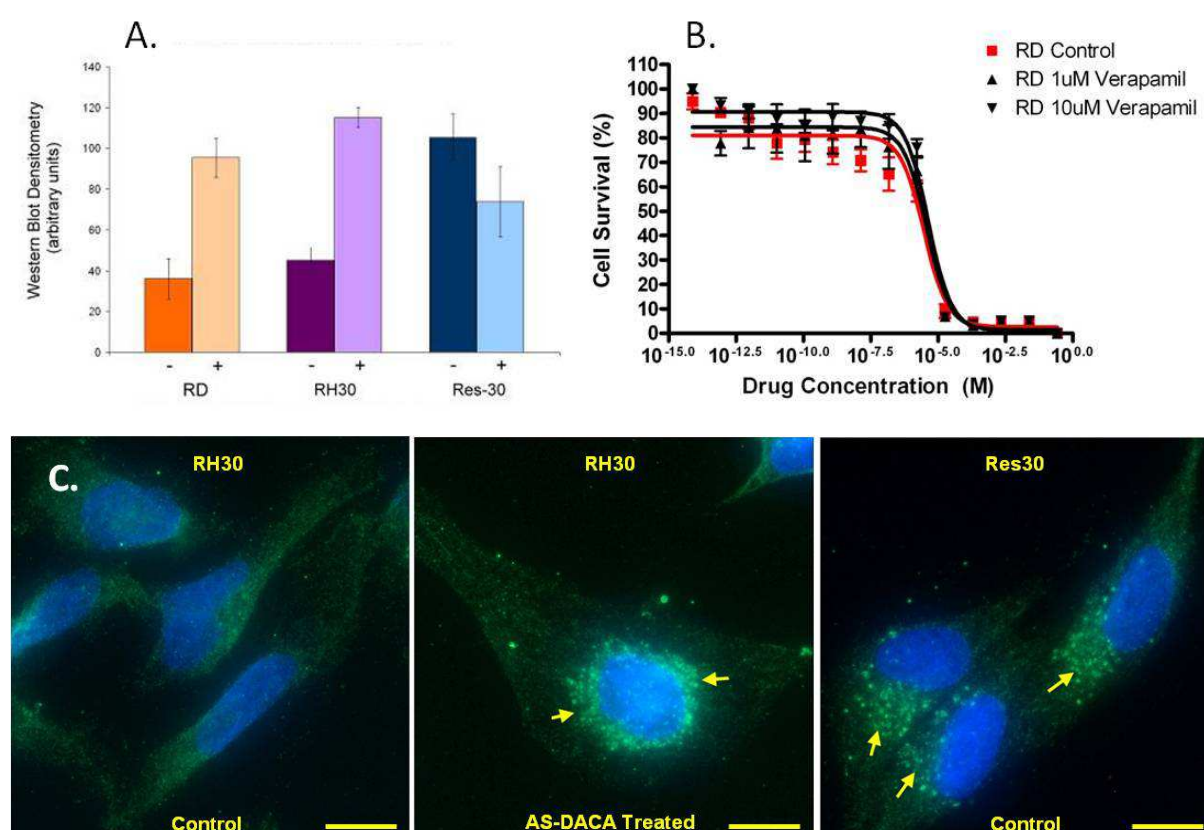 A.
Western Blot Densitometry
(arbitrary units)
140
120
100
80
60
40
20
0
- + - + - +
RD RH30 Res-30
B.
RD Control
RD 1uM Verapamil
RD 10uM Verapamil
Cell Survival (%)
110
100
90
80
70
60
50
40
30
20
10
0
10-15.0 10-12.5 10-10.0 10-7.5 10-5.0 10-2.5 100.0
Drug Concentration (M)
C.
RH30
Control
RH30
AS-DACA Treated
Res30
Control